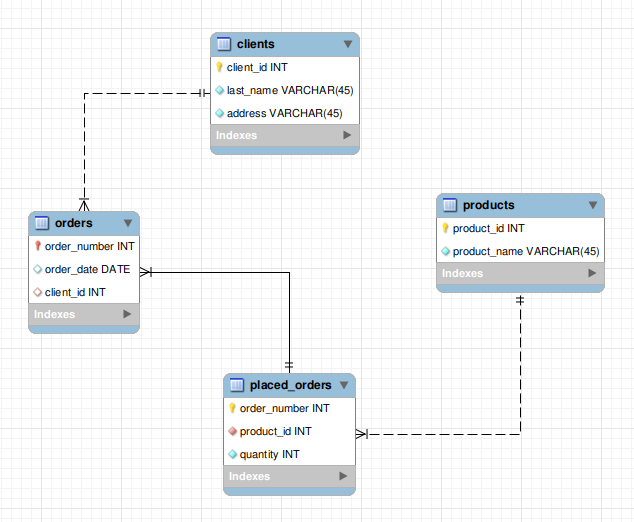 clients
client_id INT
last_name VARCHAR(45)
address VARCHAR(45)
Indexes
orders
order_number INT
order_date DATE
client_id INT
Indexes
products
product_id INT
product_name VARCHAR(45)
Indexes
placed_orders
order_number INT
product_id INT
quantity INT
Indexes